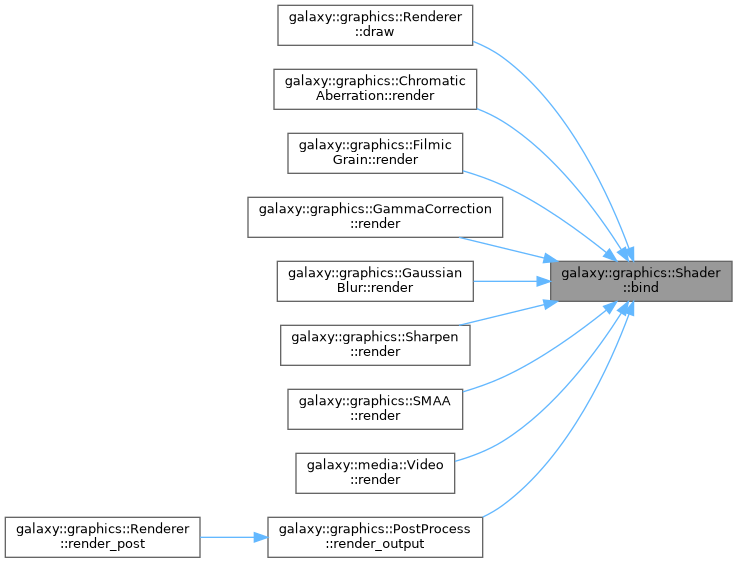 galaxy::graphics::Renderer
::draw
galaxy::graphics::Chromatic
Aberration::render
galaxy::graphics::Filmic
Grain::render
galaxy::graphics::GammaCorrection
::render
galaxy::graphics::Shader
::bind
galaxy::graphics::Gaussian
Blur::render
galaxy::graphics::Sharpen
::render
galaxy::graphics::SMAA
::render
galaxy::media::Video
::render
galaxy::graphics::Renderer
::render_post
galaxy::graphics::PostProcess
::render_output